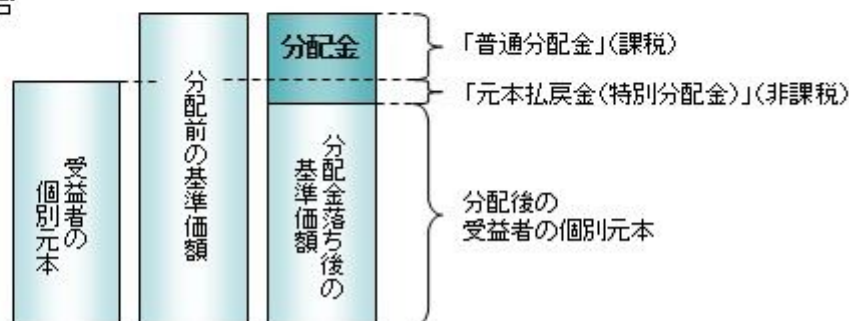 分配金
「普通分配金」(課税)
「元本払戻金(特別分配金)」(非課税)
受益者の
個別元本
分配前の基準価額
分配金落ち後の
基準価額
分配後の
受益者の個別元本